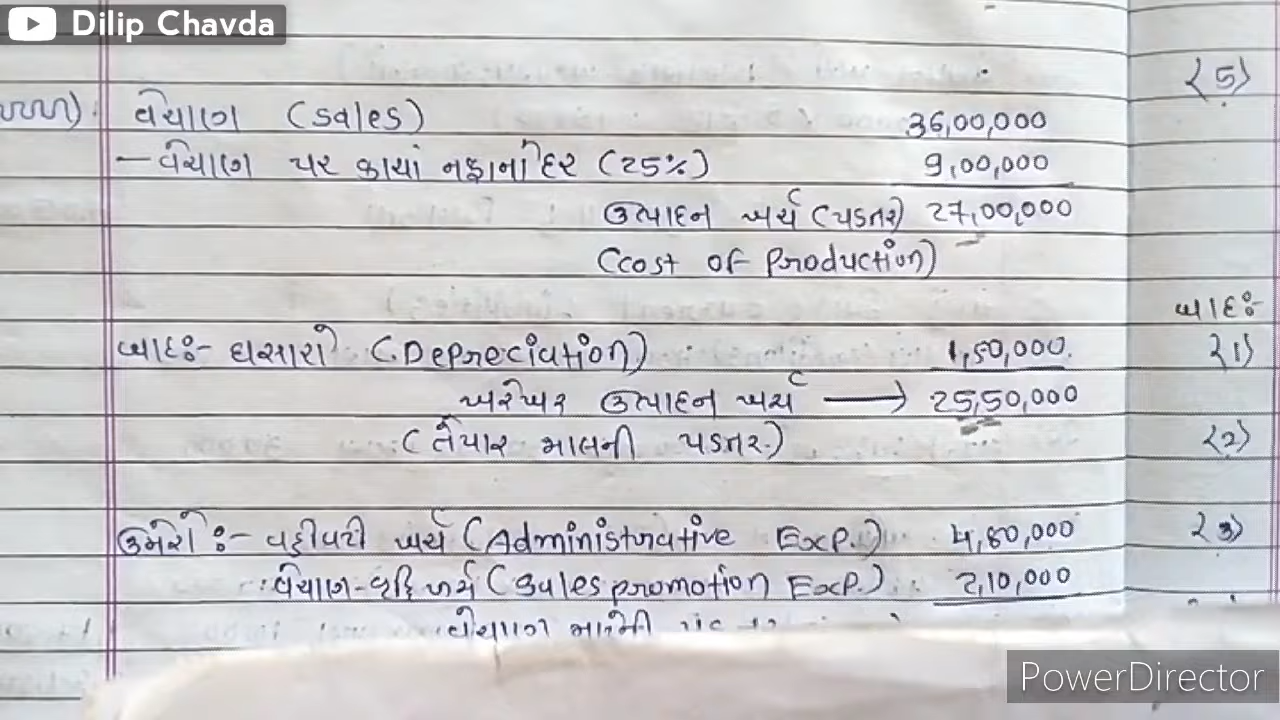 Dilip Chavda
{5}
વેચાણ (Sales) 36,00,000
- વેચાણ પર કાચાં નફાનો દર (25%) 9,00,000
ઉત્પાદન ખર્ચ (પડતર) 27,00,000
(Cost of Production)
બાદઃ-
બાદઃ- ઘસારો (Depreciation) 1,50,000 {1}
ખરેખર ઉત્પાદન ખર્ચ → 25,50,000
(તૈયાર માલની પડતર) {2}
ઉમેરોઃ- વહીવટી ખર્ચ (Administrative Exp.) 4,80,000 {3}
વેચાણ-વૃદ્ધિ ખર્ચ (Sales promotion Exp.) 2,10,000
વેચાણ
PowerDirector